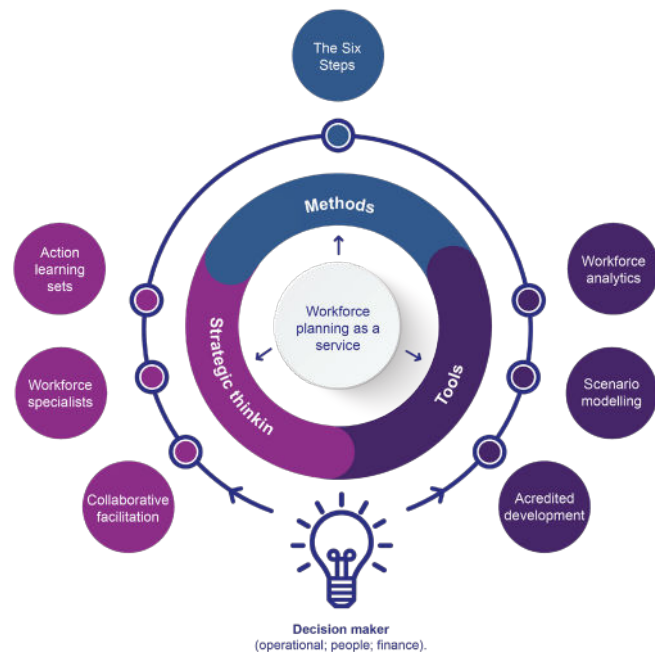 The Six
Steps
Methods
Action
learning
sets
Workforce
analytics
Workforce
planning as a
service
Strategic thinkin
Tools
Workforce
specialists
Scenario
modelling
Collaborative
facilitation
Acredited
development
Decision maker
(operational; people; finance).